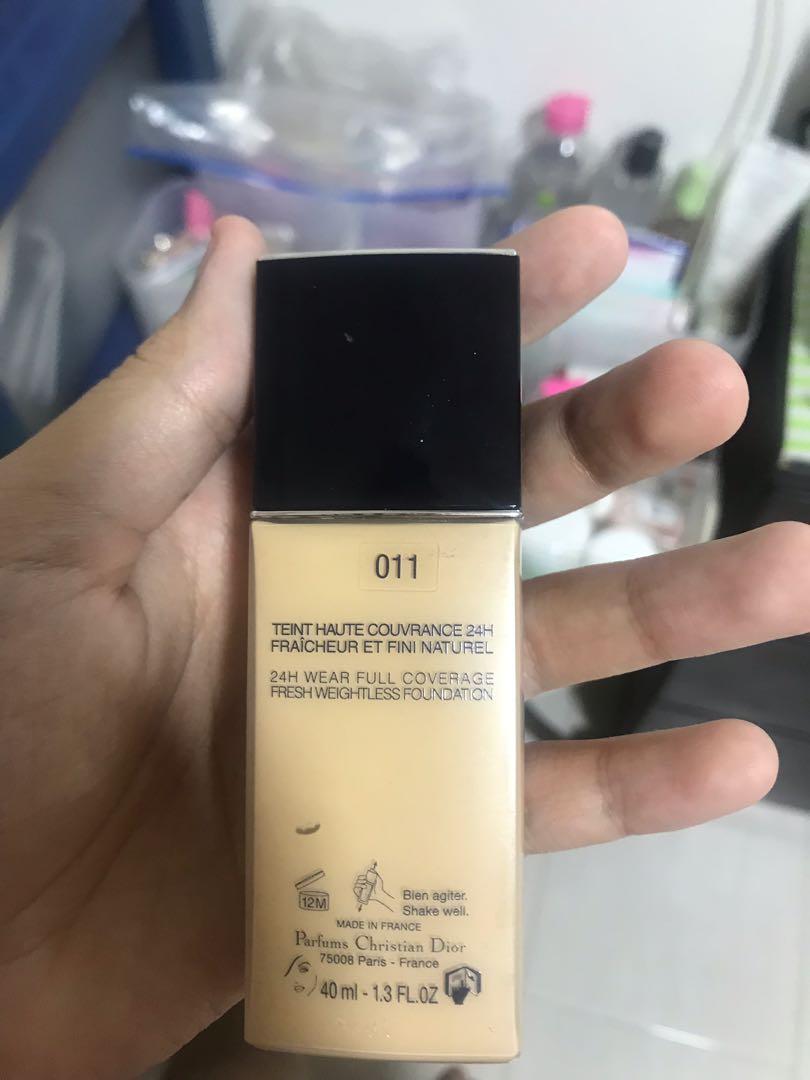 011
TEINT HAUTE COUVRANCE 24H
FRAÎCHEUR ET FINI NATUREL
24H WEAR FULL COVERAGE
FRESH WEIGHTLESS FOUNDATION
12M
Bien agiter.
Shake well.
MADE IN FRANCE
Parfums Christian Dior
75008 Paris - France
40 ml - 1.3 FL.OZ